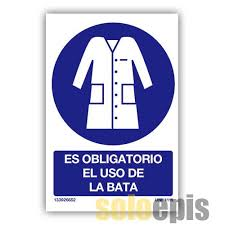 ES OBLIGATORIO
EL USO DE
LA BATA
soloepis